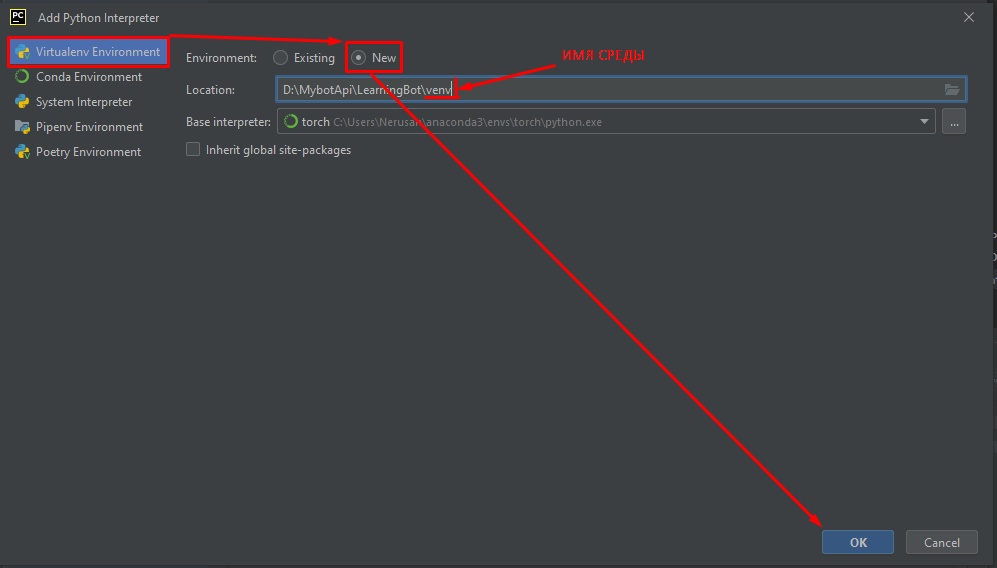 PC Add Python Interpreter
Virtualenv Environment
Conda Environment
System Interpreter
Pipenv Environment
Poetry Environment
Environment: Existing New
ИМЯ СРЕДЫ
Location: D:\MybotApi\LearningBot\venv
Base interpreter: torch C:\Users\Nerusan\anaconda3\envs\torch\python.exe ...
Inherit global site-packages
OK Cancel